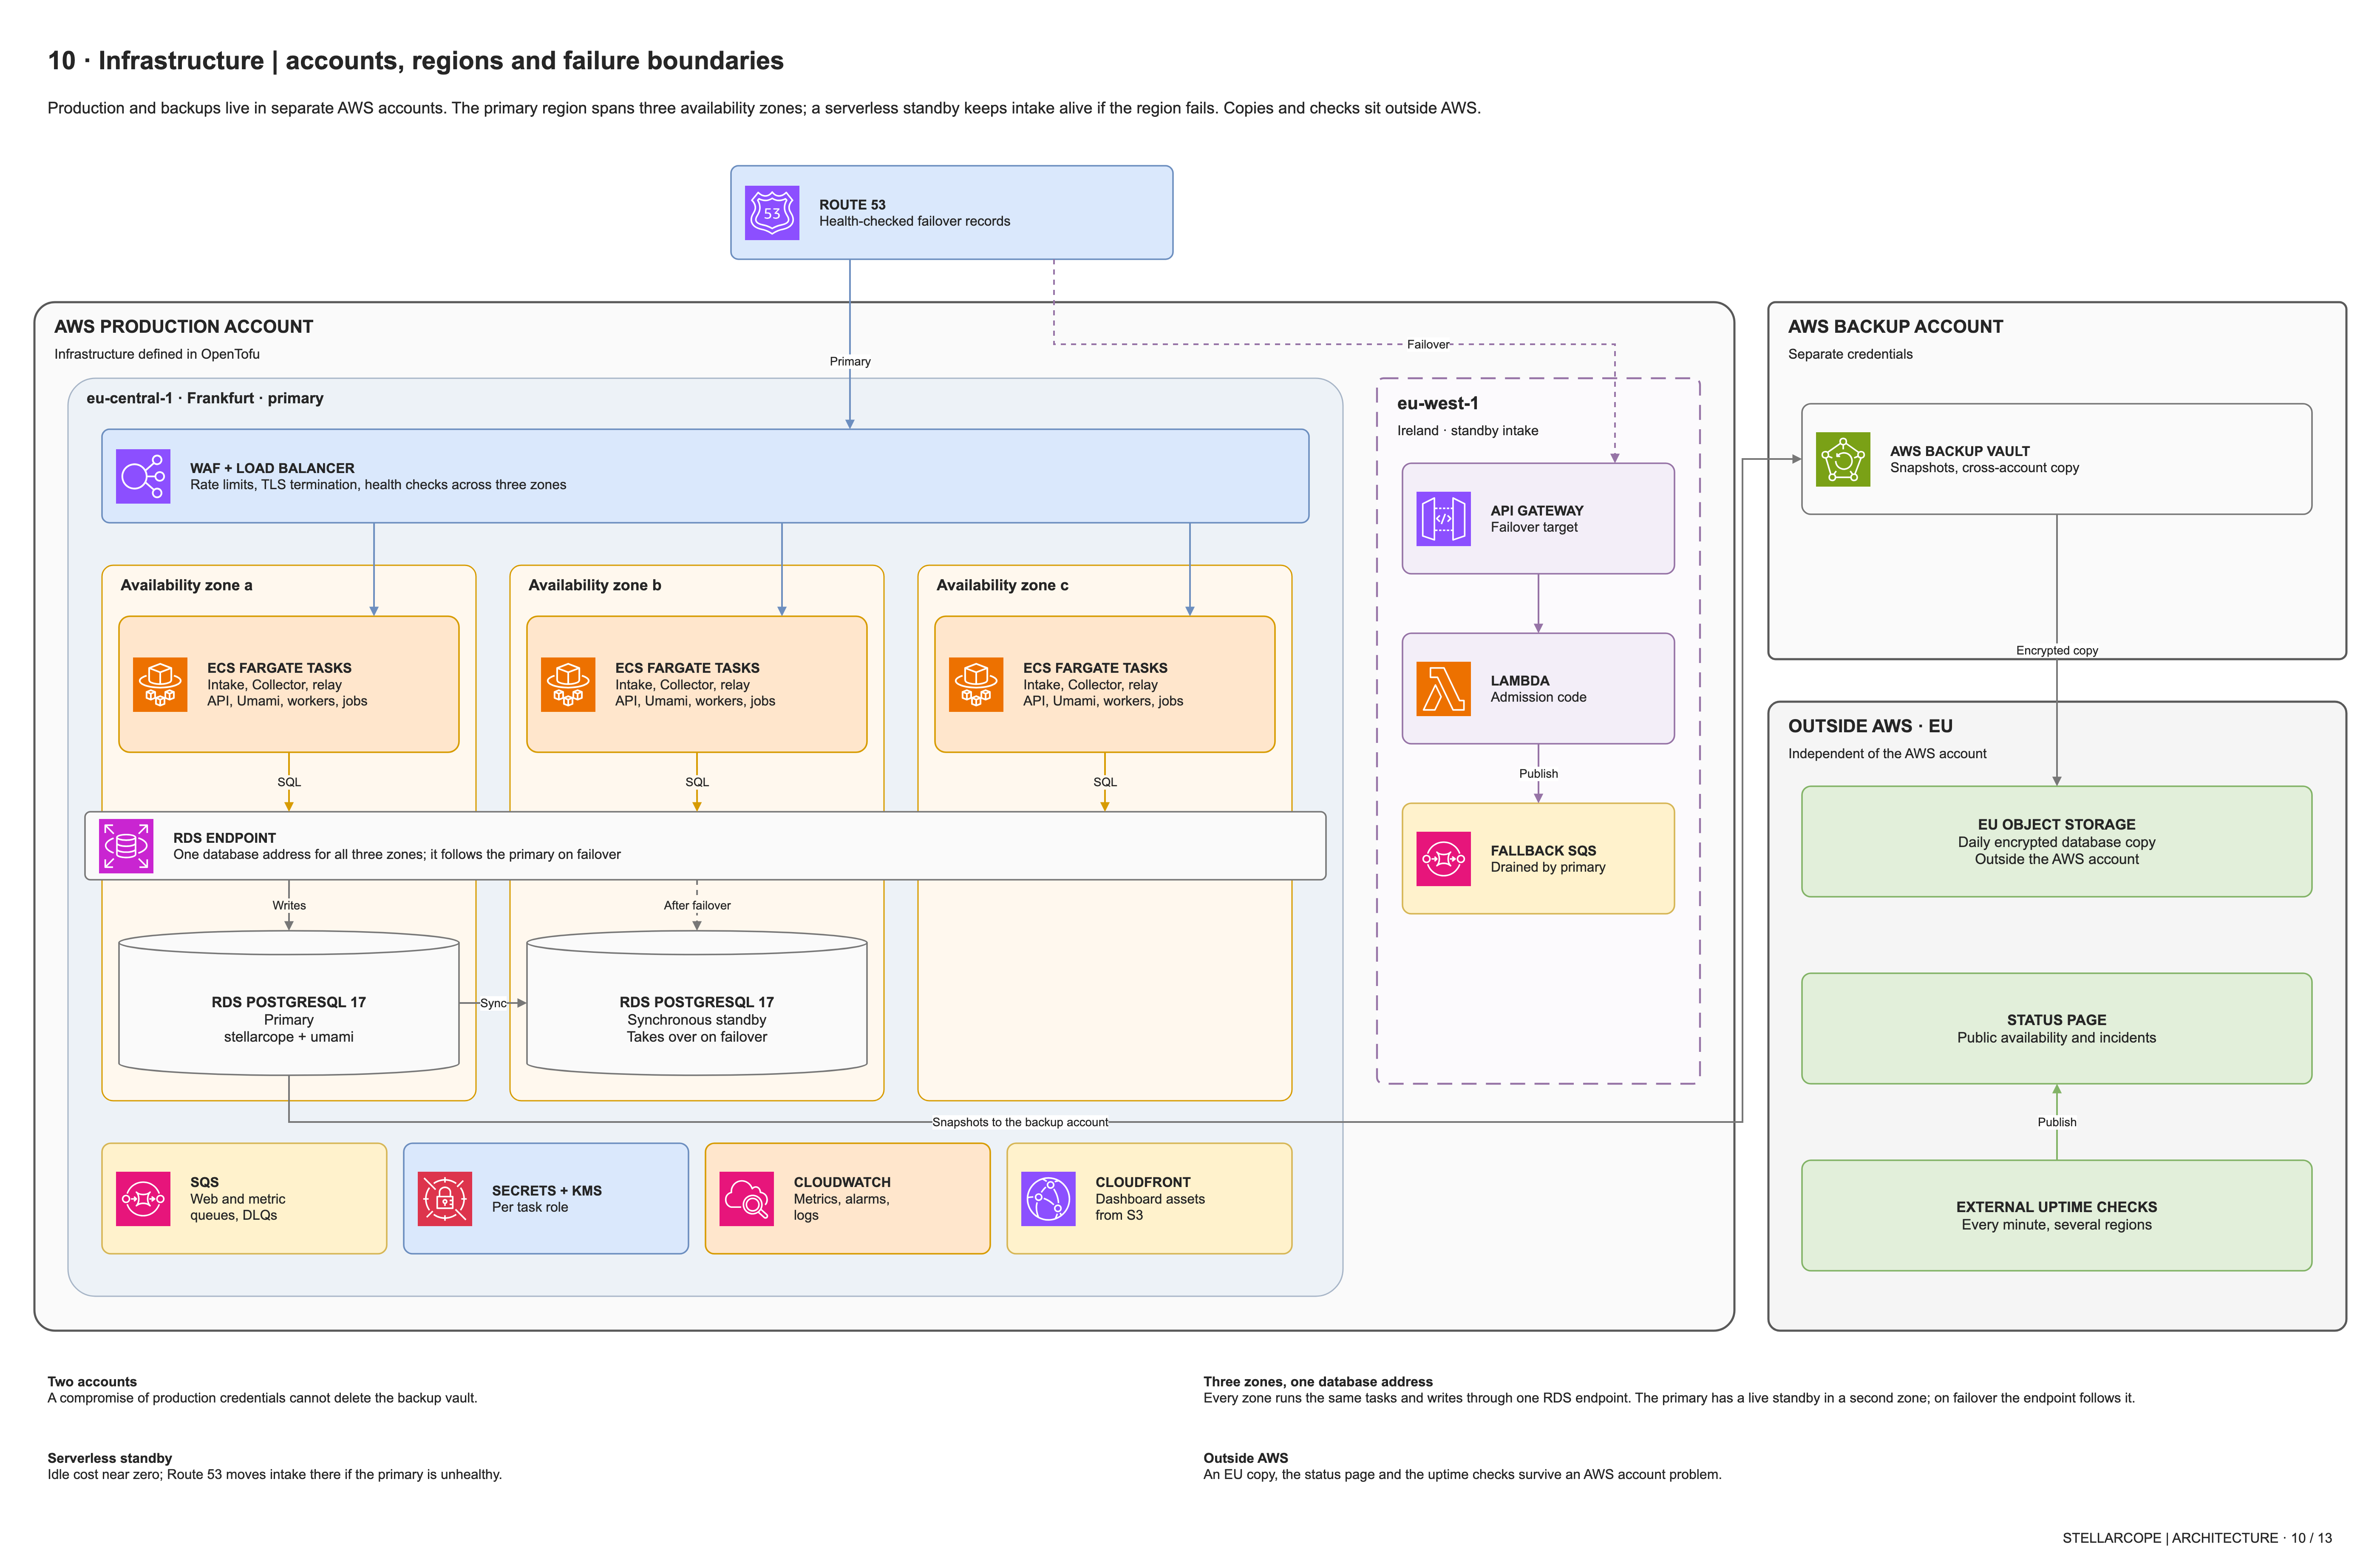 10 · Infrastructure | accounts, regions and failure boundaries
Production and backups live in separate AWS accounts. The primary region spans three availability zones; a serverless standby keeps intake alive if the region fails. Copies and checks sit outside AWS.
53
ROUTE 53
Health-checked failover records
AWS PRODUCTION ACCOUNT
Infrastructure defined in OpenTofu
Primary
Failover
eu-central-1 · Frankfurt · primary
WAF + LOAD BALANCER
Rate limits, TLS termination, health checks across three zones
Availability zone a
ECS FARGATE TASKS
Intake, Collector, relay
API, Umami, workers, jobs
SQL
Availability zone b
ECS FARGATE TASKS
Intake, Collector, relay
API, Umami, workers, jobs
SQL
Availability zone c
ECS FARGATE TASKS
Intake, Collector, relay
API, Umami, workers, jobs
SQL
RDS ENDPOINT
One database address for all three zones; it follows the primary on failover
Writes
After failover
RDS POSTGRESQL 17
Primary
stellarcope + umami
Sync
RDS POSTGRESQL 17
Synchronous standby
Takes over on failover
Snapshots to the backup account
SQS
Web and metric
queues, DLQs
SECRETS + KMS
Per task role
CLOUDWATCH
Metrics, alarms,
logs
CLOUDFRONT
Dashboard assets
from S3
eu-west-1
Ireland · standby intake
API GATEWAY
Failover target
LAMBDA
Admission code
Publish
FALLBACK SQS
Drained by primary
AWS BACKUP ACCOUNT
Separate credentials
AWS BACKUP VAULT
Snapshots, cross-account copy
Encrypted copy
OUTSIDE AWS · EU
Independent of the AWS account
EU OBJECT STORAGE
Daily encrypted database copy
Outside the AWS account
STATUS PAGE
Public availability and incidents
Publish
EXTERNAL UPTIME CHECKS
Every minute, several regions
Two accounts
A compromise of production credentials cannot delete the backup vault.
Three zones, one database address
Every zone runs the same tasks and writes through one RDS endpoint. The primary has a live standby in a second zone; on failover the endpoint follows it.
Serverless standby
Idle cost near zero; Route 53 moves intake there if the primary is unhealthy.
Outside AWS
An EU copy, the status page and the uptime checks survive an AWS account problem.
STELLARCOPE | ARCHITECTURE · 10 / 13